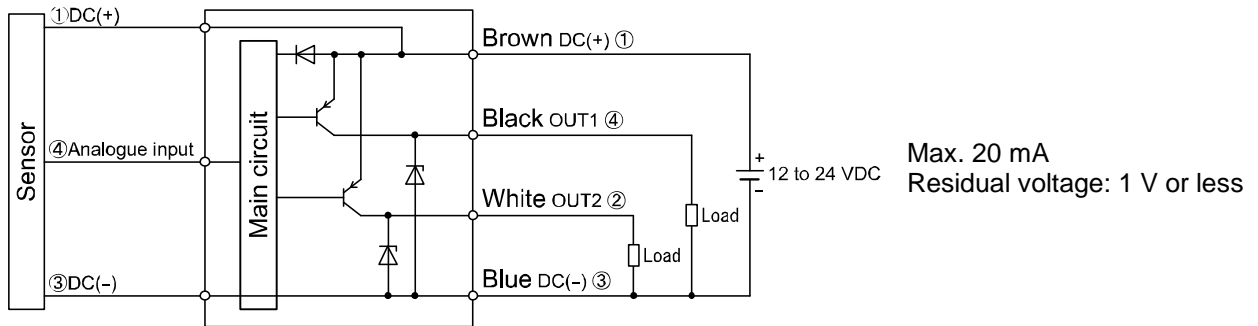 Sensor
①DC(+)
④Analogue input
③DC(−)
Main circuit
Brown DC(+) ①
Black OUT1 ④
White OUT2 ②
Blue DC(−) ③
Load
Load
+
12 to 24 VDC
−
Max. 20 mA
Residual voltage: 1 V or less